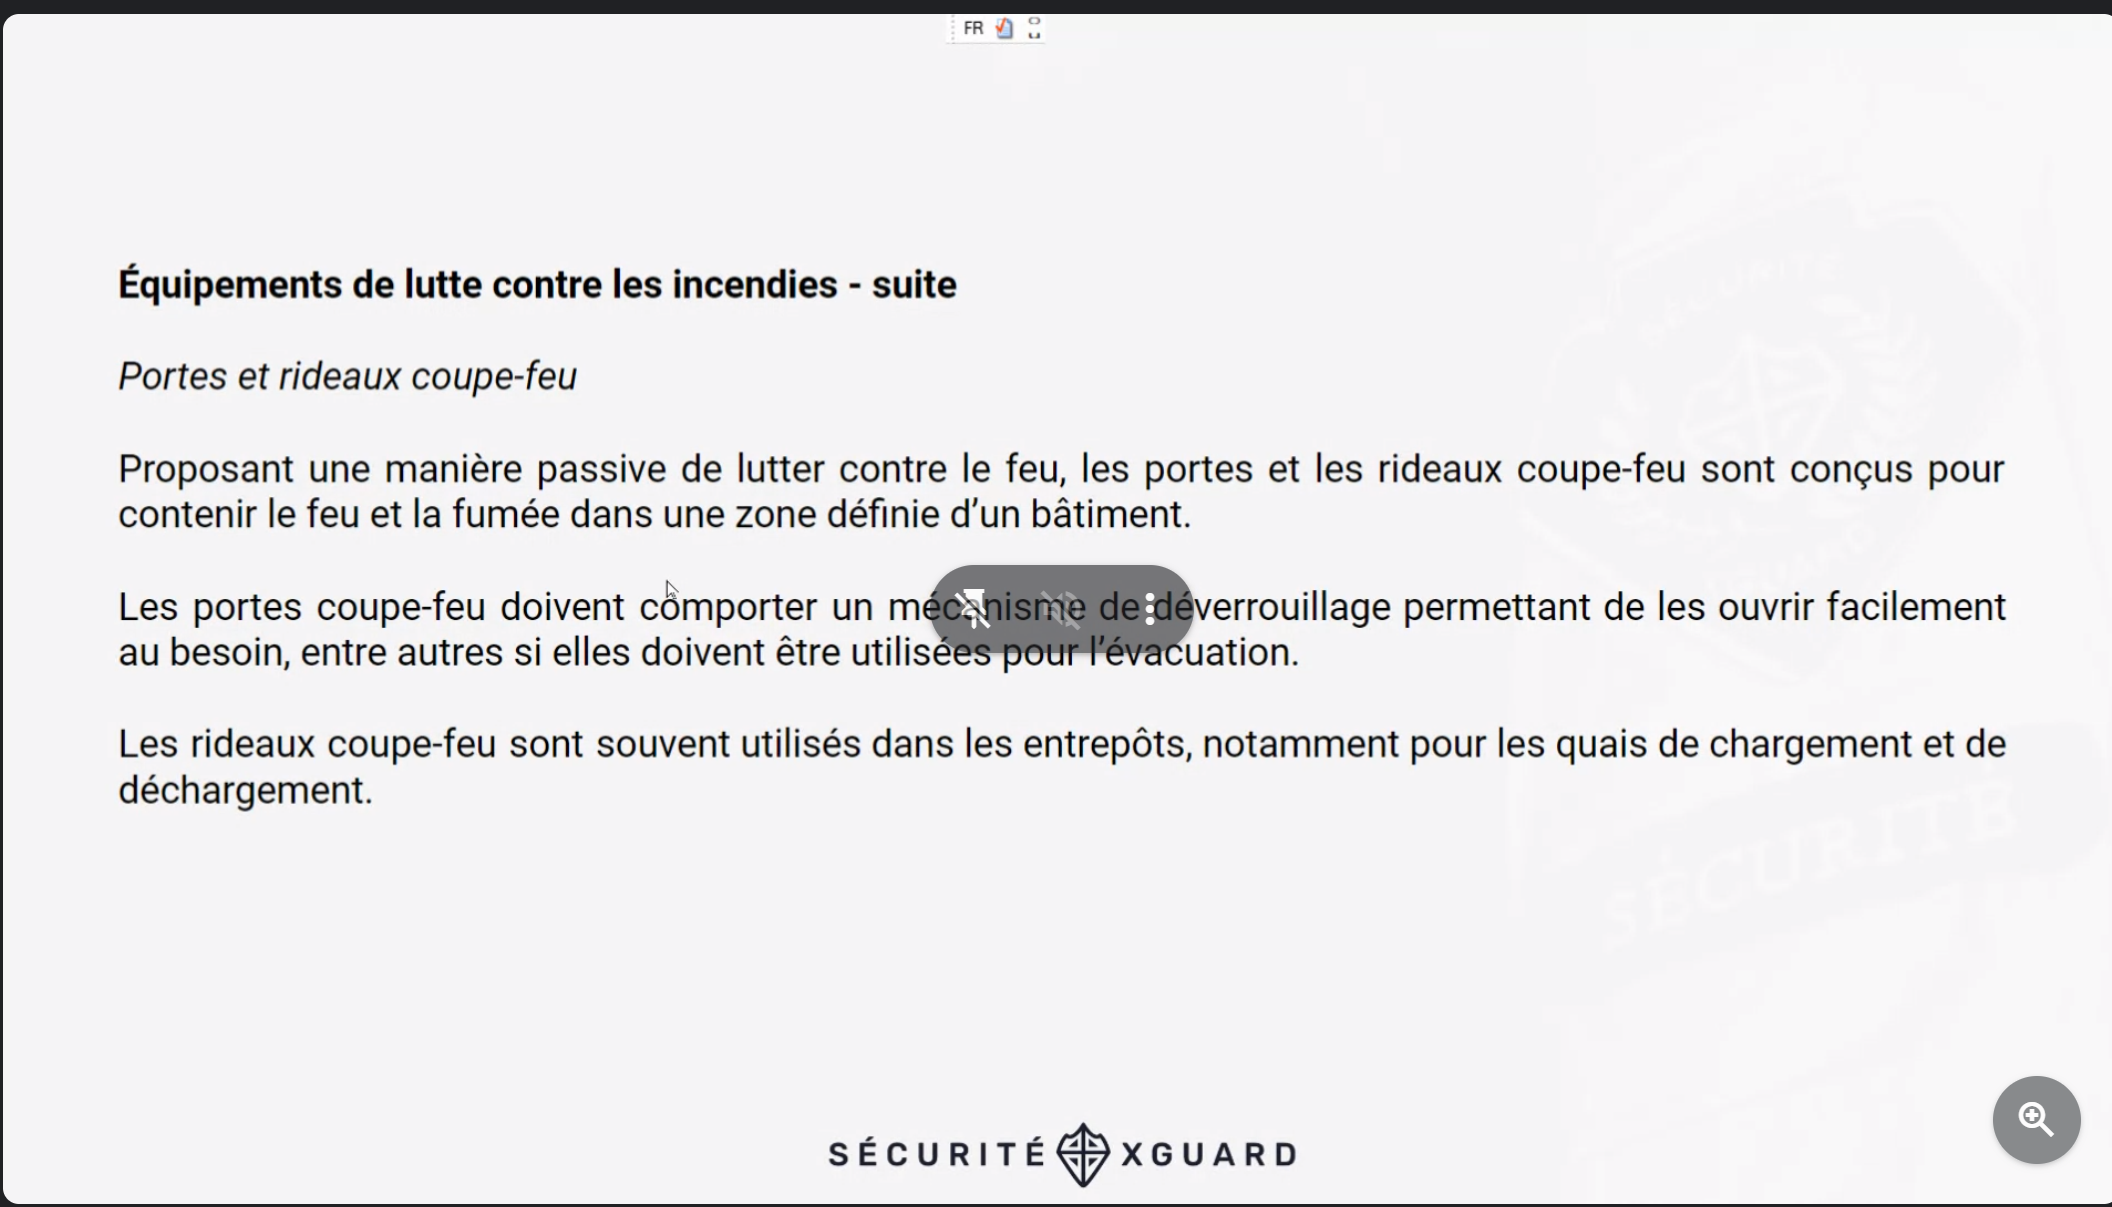 FR
Équipements de lutte contre les incendies - suite
Portes et rideaux coupe-feu
Proposant une manière passive de lutter contre le feu, les portes et les rideaux coupe-feu sont conçus pour
contenir le feu et la fumée dans une zone définie d’un bâtiment.
Les portes coupe-feu doivent comporter un mécanisme de déverrouillage permettant de les ouvrir facilement
au besoin, entre autres si elles doivent être utilisées pour l’évacuation.
Les rideaux coupe-feu sont souvent utilisés dans les entrepôts, notamment pour les quais de chargement et de
déchargement.
SÉCURITÉ
SÉCURITÉ XGUARD